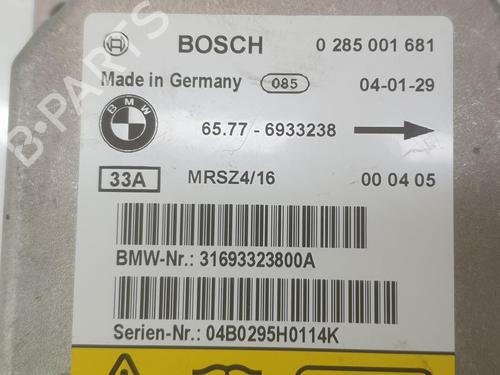 BOSCH 0 285 001 681
Made in Germany 085 04-01-29
BMW 65.77 - 6933238
33A MRSZ4/16 00 04 05
BMW-Nr.: 31693323800A
Serien-Nr.: 04B0295H0114K
B-PARTS